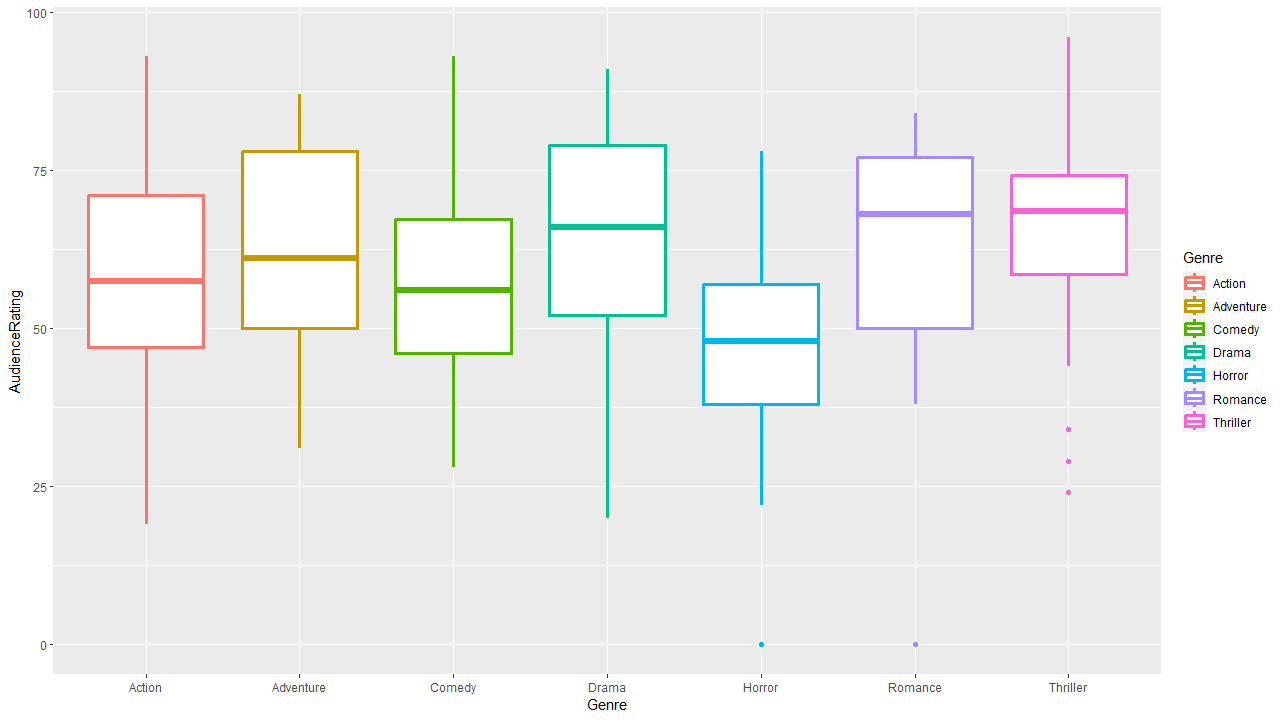 100
75
50
25
0
AudienceRating
Action Adventure Comedy Drama Horror Romance Thriller
Genre
Genre
Action
Adventure
Comedy
Drama
Horror
Romance
Thriller